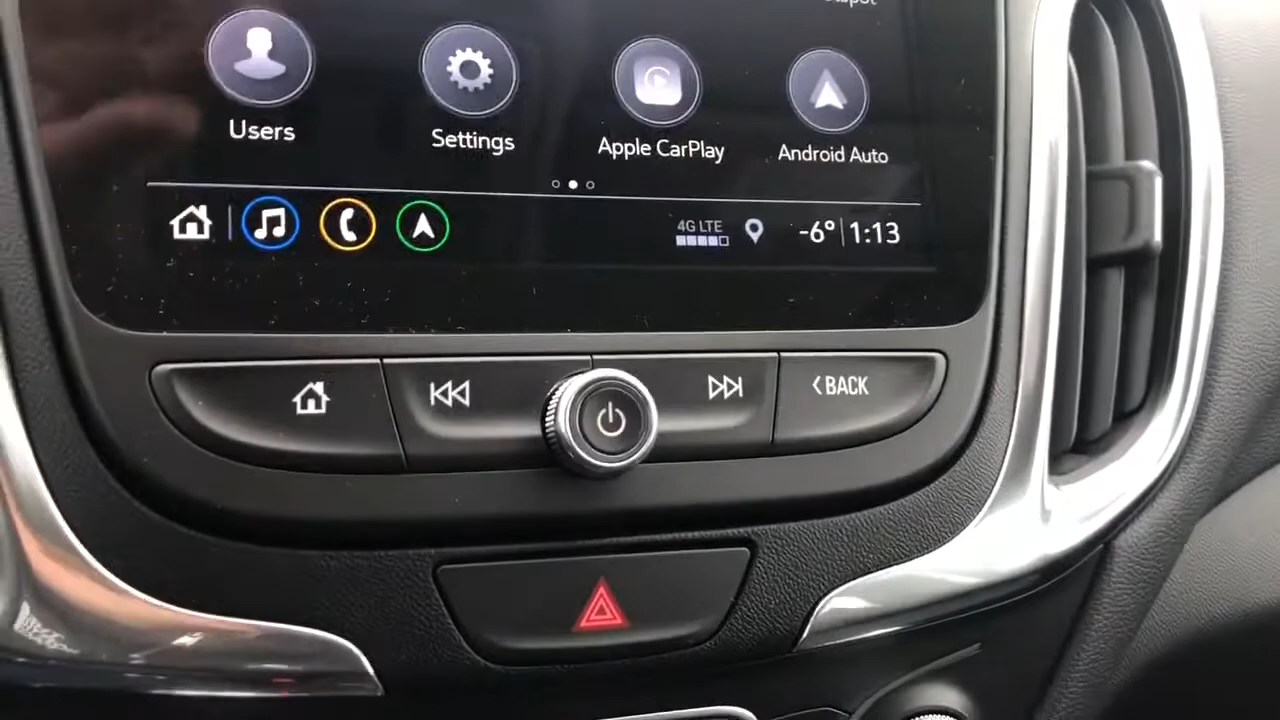 Users
Settings
Apple CarPlay
Android Auto
4G LTE
-6° 1:13
BACK